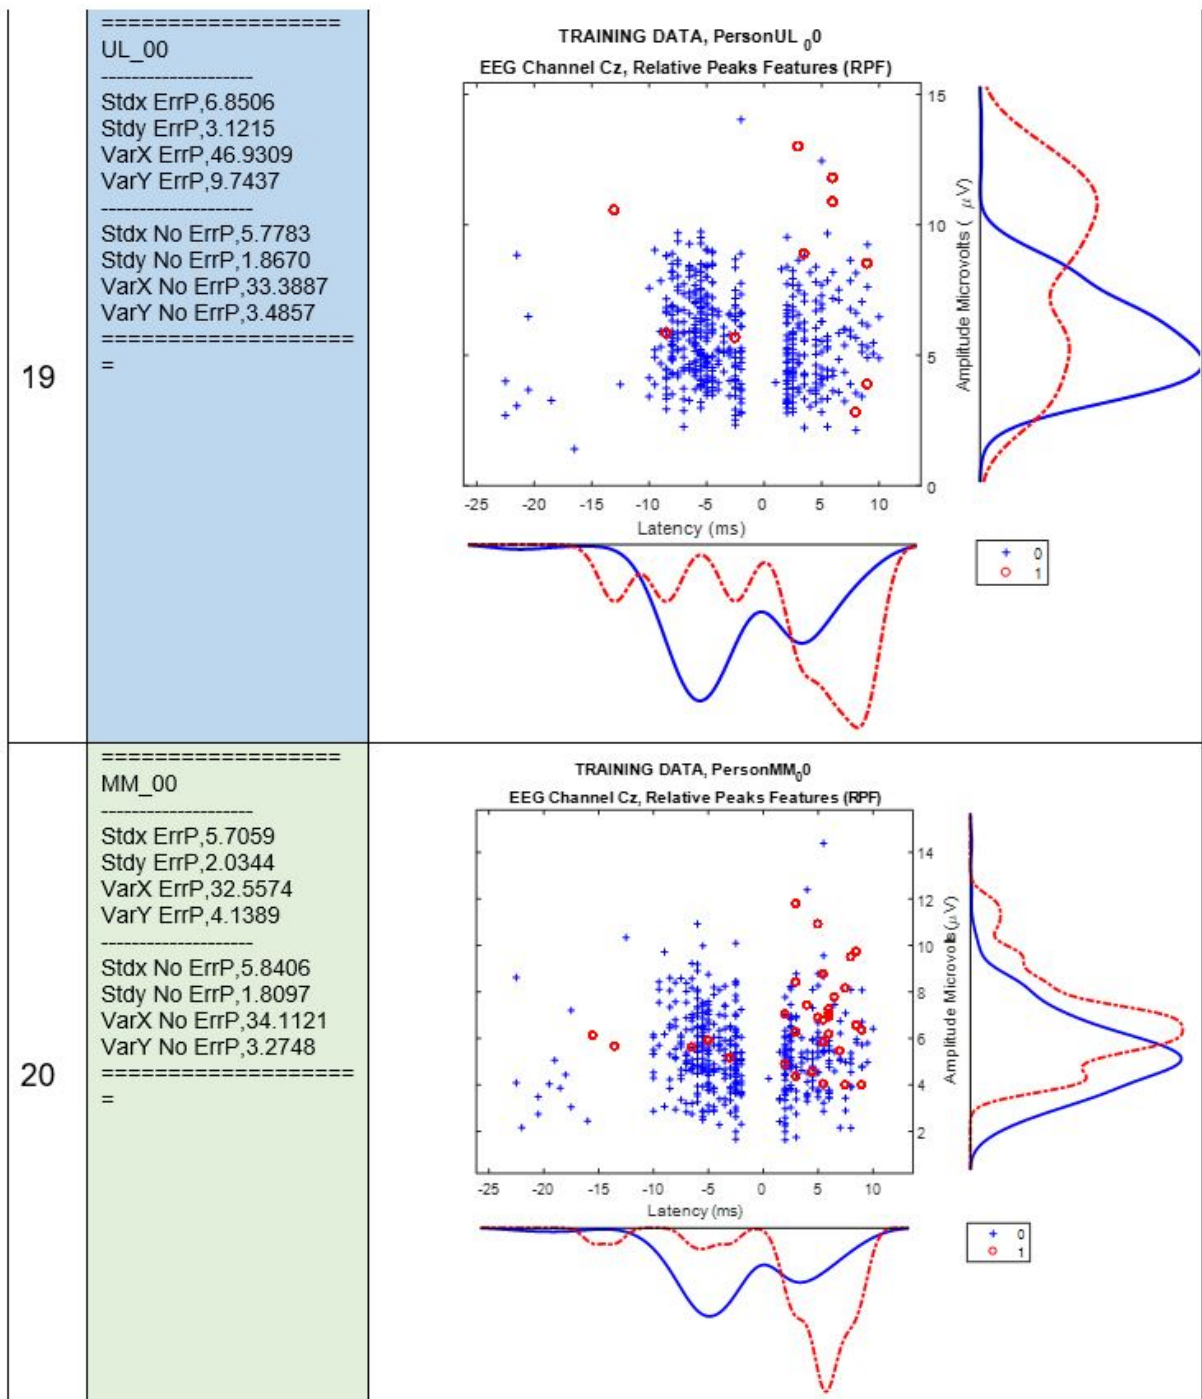 19
===================
UL_00
--------------------
Stdx ErrP,6.8506
Stdy ErrP,3.1215
VarX ErrP,46.9309
VarY ErrP,9.7437
--------------------
Stdx No ErrP,5.7783
Stdy No ErrP,1.8670
VarX No ErrP,33.3887
VarY No ErrP,3.4857
====================
=
TRAINING DATA, PersonUL 00
EEG Channel Cz, Relative Peaks Features (RPF)
15
10
5
0
Amplitude Microvolts ( μV)
-25 -20 -15 -10 -5 0 5 10
Latency (ms)
0
1
20
===================
MM_00
--------------------
Stdx ErrP,5.7059
Stdy ErrP,2.0344
VarX ErrP,32.5574
VarY ErrP,4.1389
--------------------
Stdx No ErrP,5.8406
Stdy No ErrP,1.8097
VarX No ErrP,34.1121
VarY No ErrP,3.2748
====================
=
TRAINING DATA, PersonMM00
EEG Channel Cz, Relative Peaks Features (RPF)
14
12
10
8
6
4
2
Amplitude Microvolts(μV)
-25 -20 -15 -10 -5 0 5 10
Latency (ms)
0
1